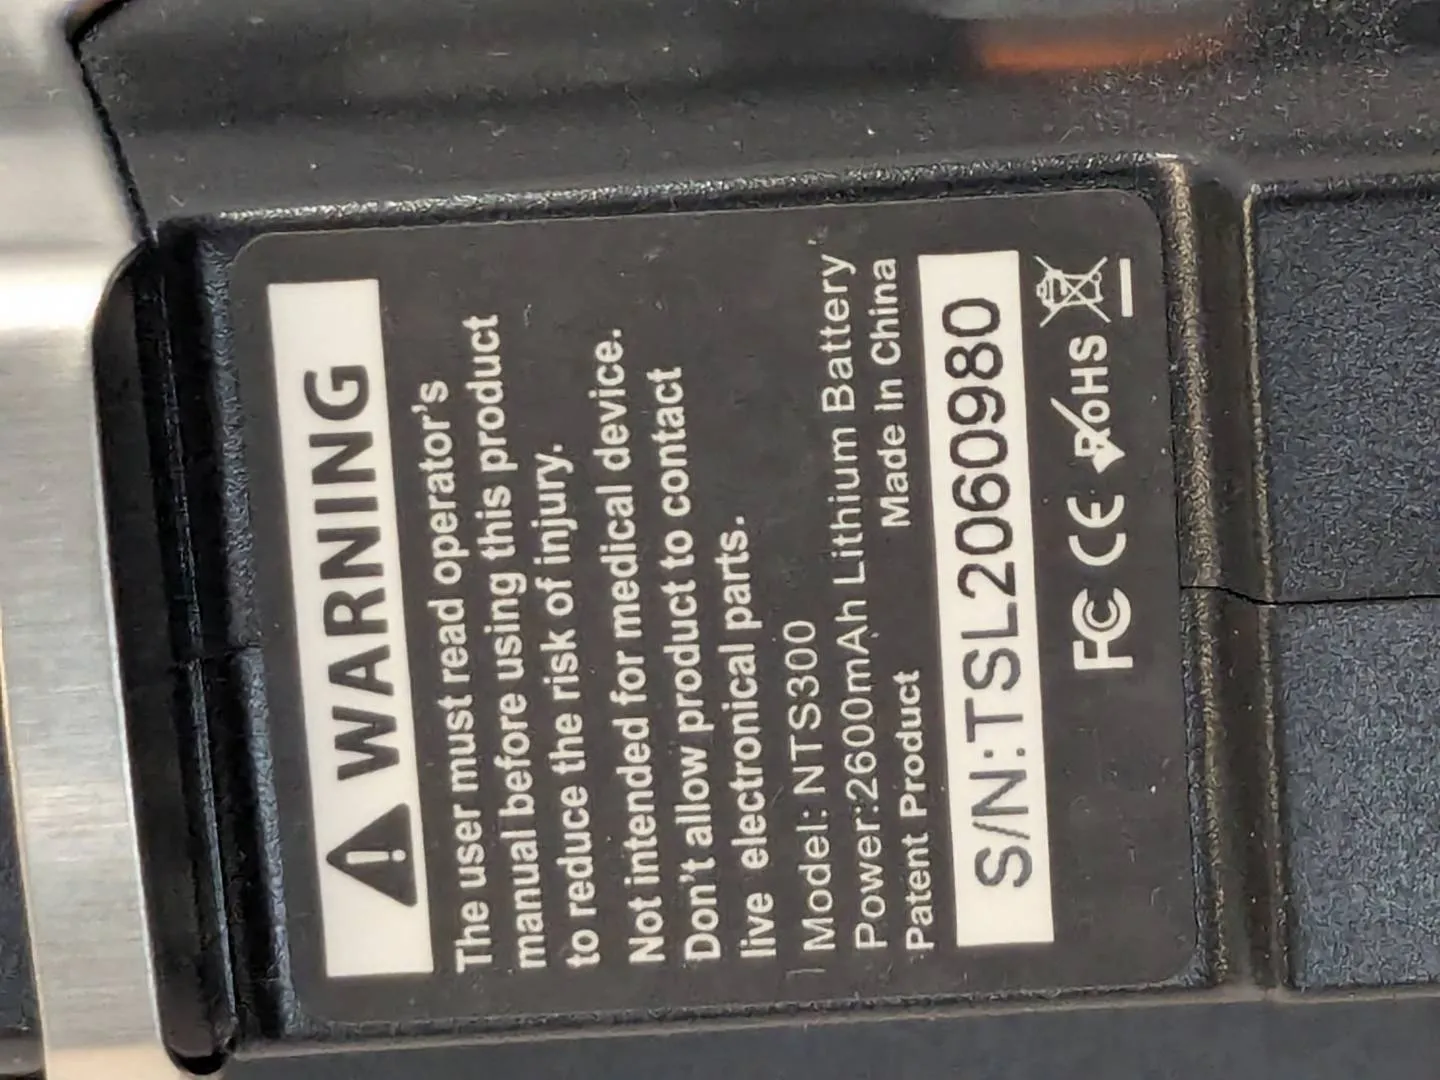 WARNING
The user must read operator's
manual before using this product
to reduce the risk of injury.
Not intended for medical device.
Don't allow product to contact
live electronical parts.
Model: NTS300
Power:2600mAh Lithium Battery
Patent Product Made In China
S/N:TSL2060980
FC CE RoHS